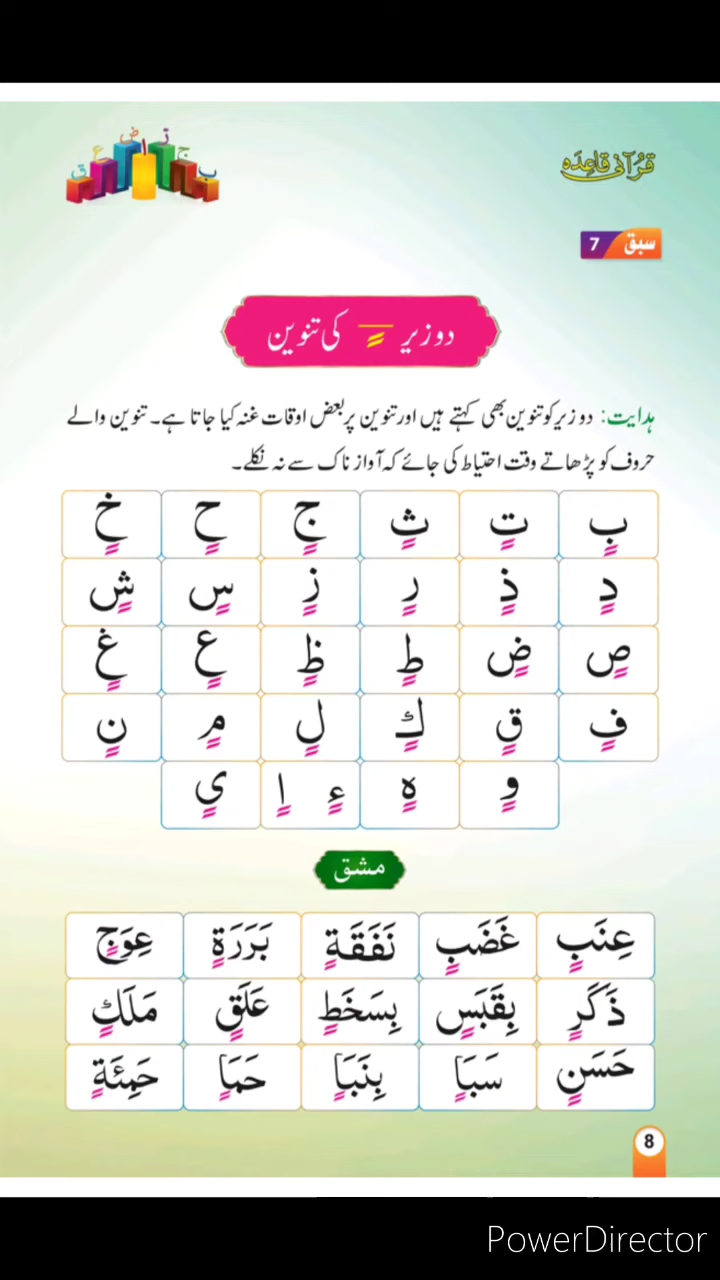 قُرآنی قاعِدَہ
سبق 7
دو زیر ـٍ کی تنوین
ہدایت: دو زیر کو تنوین بھی کہتے ہیں اور تنوین پر بعض اوقات غنہ کیا جاتا ہے۔ تنوین والے
حروف کو پڑھاتے وقت احتیاط کی جائے کہ آواز ناک سے نہ نکلے۔
بٍ تٍ ثٍ جٍ حٍ خٍ
دٍ ذٍ رٍ زٍ سٍ شٍ
صٍ ضٍ طٍ ظٍ عٍ غٍ
فٍ قٍ كٍ لٍ مٍ نٍ
وٍ هٍ ءٍ اٍ یٍ
مشق
عِنَبٍ غَضَبٍ نَفَقَةٍ بَرَرَةٍ عِوَجٍ
ذَكَرٍ بِقَبَسٍ بِسَخَطٍ عَلَقٍ مَلَكٍ
حَسَنٍ سَبَاٍ بِنَبَاٍ حَمَاٍ حَمِئَةٍ
8
PowerDirector